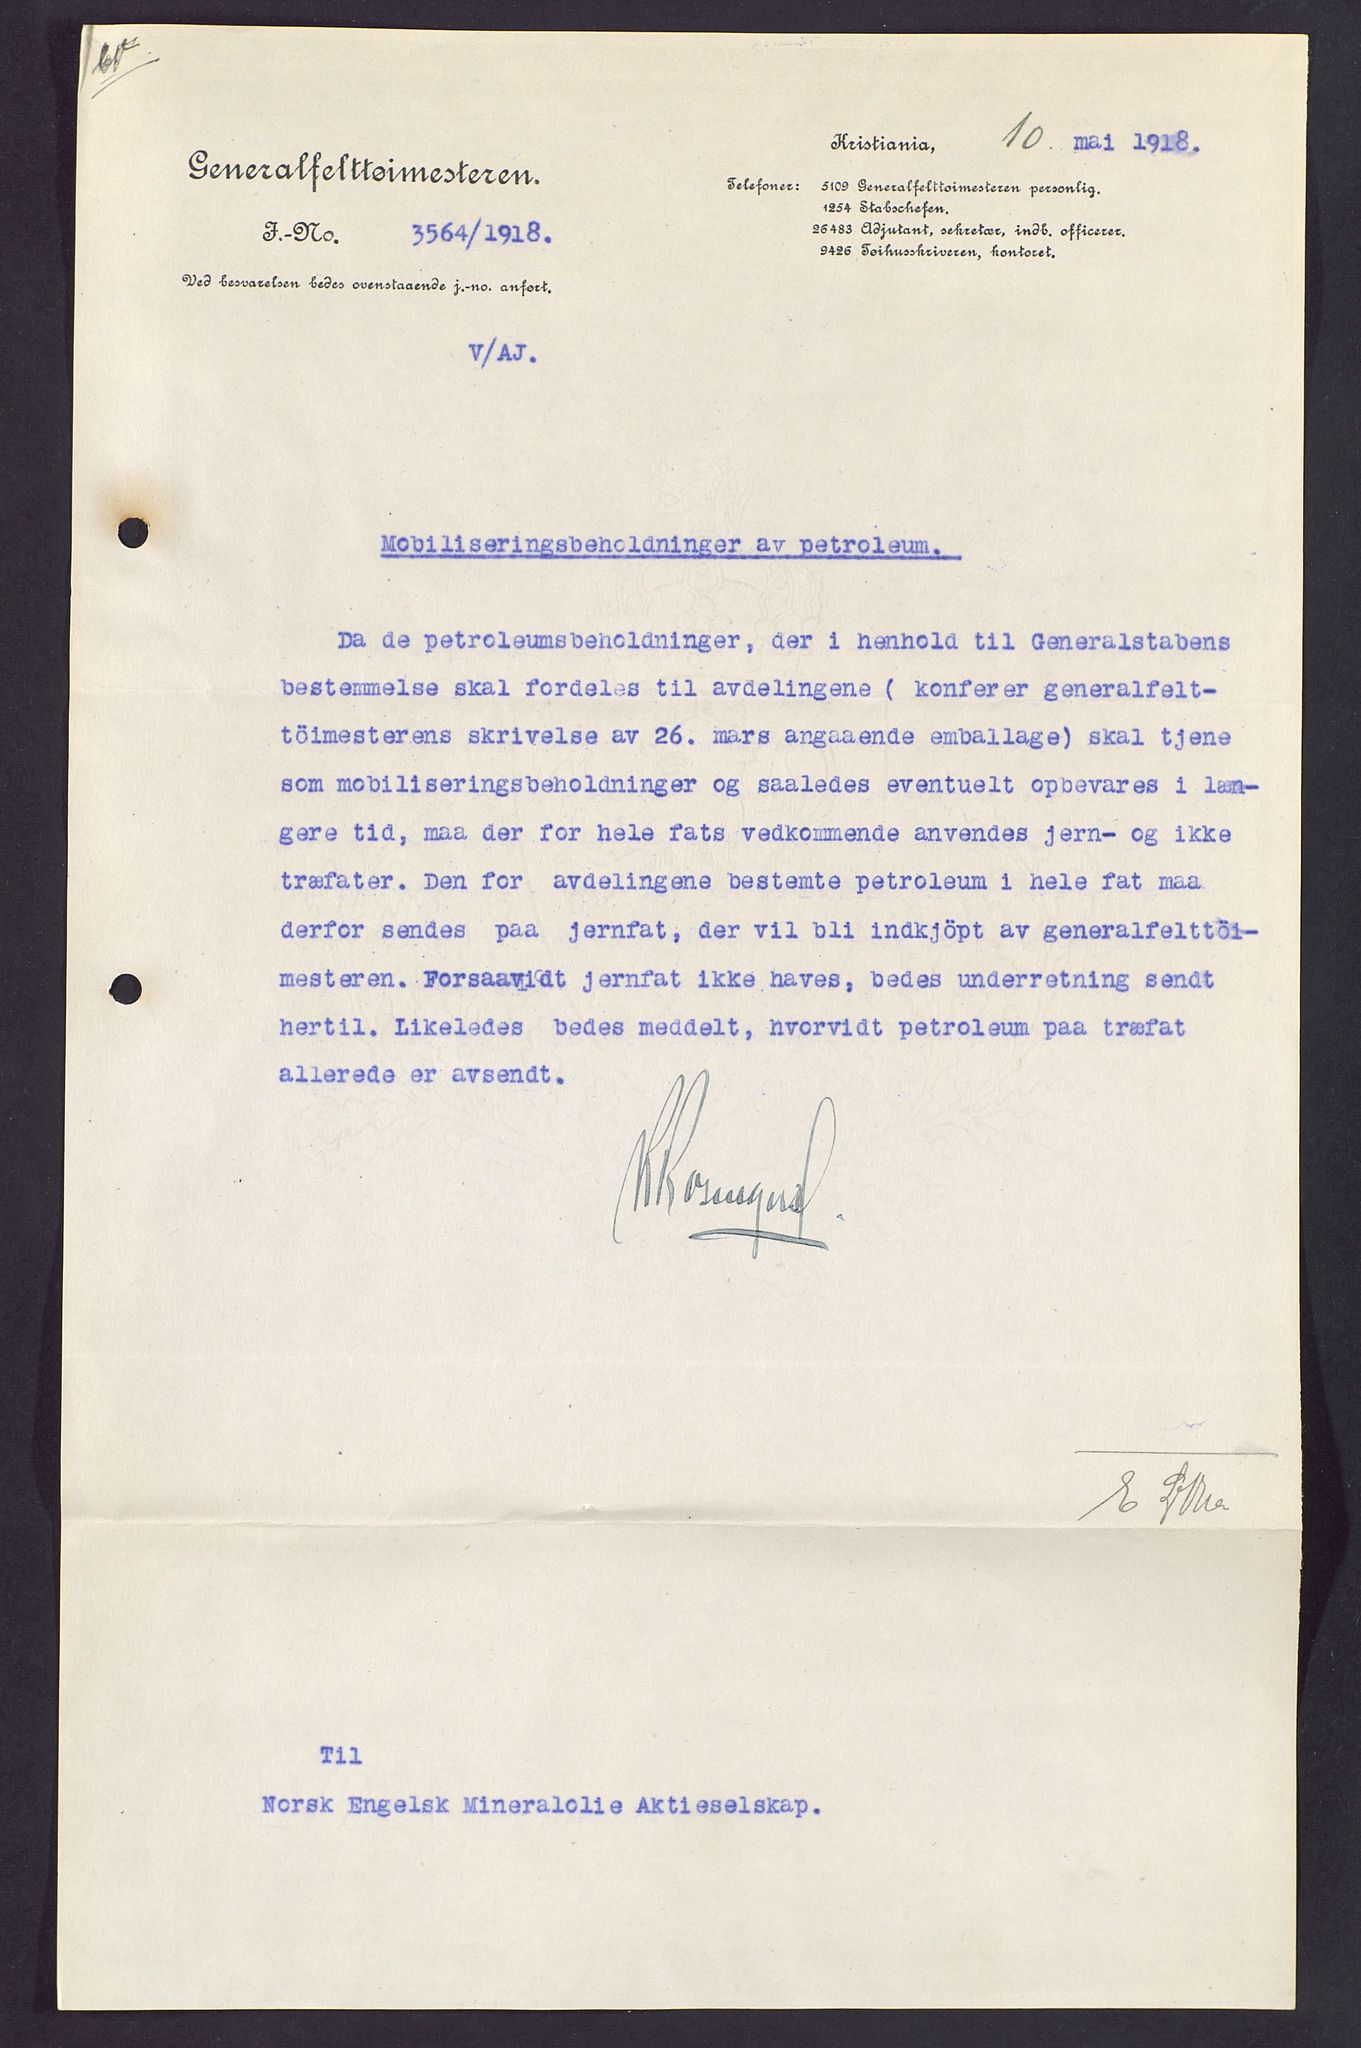 Generalfelttøimesteren.
J.-No. 3564/1918.
Ved besvarelsen bedes ovenstaaende j.-no. anført.
Kristiania, 10. mai 1918.
Telefoner: 5109 Generalfelttøimesteren personlig.
1254 Stabschefen.
26483 Adjutant, sekretær, indb. officerer.
9426 Tøihusskriveren, kontoret.
V/AJ.
Mobiliseringsbeholdninger av petroleum.
Da de petroleumsbeholdninger, der i henhold til Generalstabens
bestemmelse skal fordeles til avdelingene ( konferer generalfelt-
töimesterens skrivelse av 26. mars angaaende emballage) skal tjene
som mobiliseringsbeholdninger og saaledes eventuelt opbevares i læn-
gere tid, maa der for hele fats vedkommende anvendes jern- og ikke
træfater. Den for avdelingene bestemte petroleum i hele fat maa
derfor sendes paa jernfat, der vil bli indkjöpt av generalfelttöi-
mesteren. Forsaavidt jernfat ikke haves, bedes underretning sendt
hertil. Likeledes bedes meddelt, hvorvidt petroleum paa træfat
allerede er avsendt.
Til
Norsk Engelsk Mineralolie Aktieselskap.